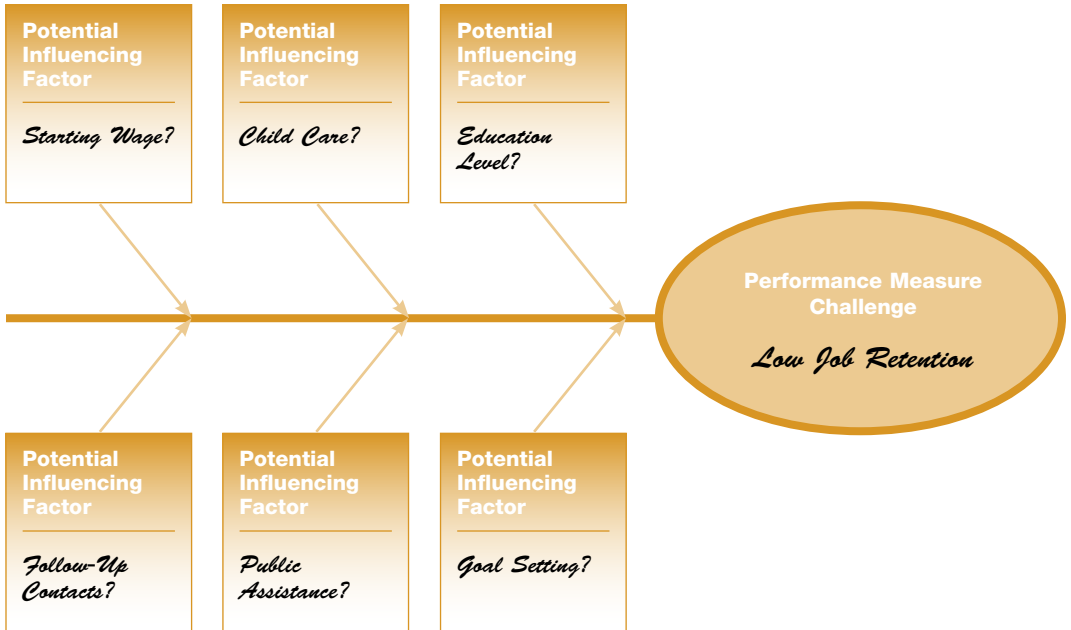 Potential
Influencing
Factor
Starting Wage?
Potential
Influencing
Factor
Child Care?
Potential
Influencing
Factor
Education
Level?
Performance Measure
Challenge
Low Job Retention
Potential
Influencing
Factor
Follow-Up
Contacts?
Potential
Influencing
Factor
Public
Assistance?
Potential
Influencing
Factor
Goal Setting?